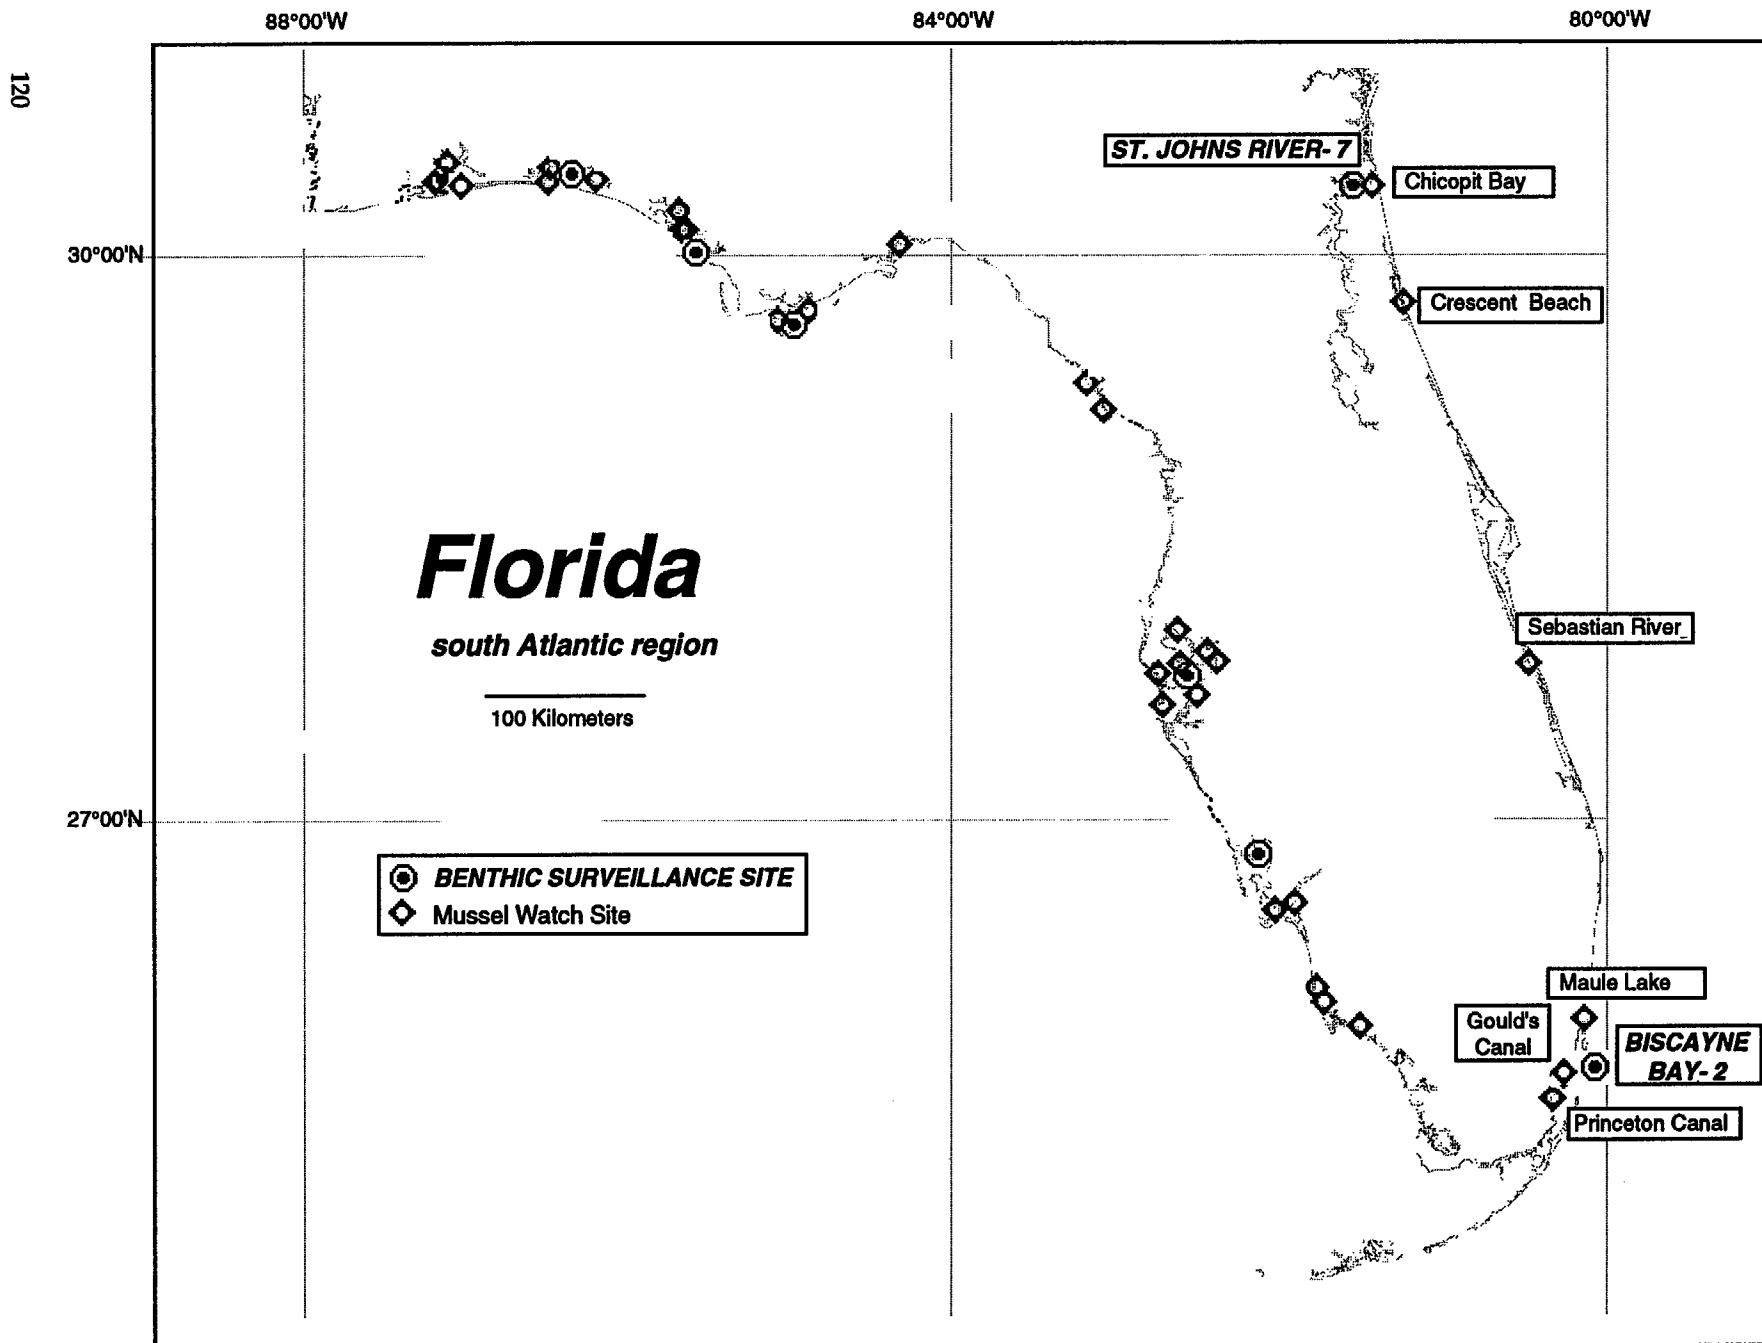 88°00'W
84°00'W
80°00'W
120
ST. JOHNS RIVER- 7
Chicopit Bay
30°00'N
Crescent Beach
Florida
south Atlantic region
100 Kilometers
Sebastian River
27°00'N
BENTHIC SURVEILLANCE SITE
Mussel Watch Site
Maule Lake
Gould's
Canal
BISCAYNE
BAY- 2
Princeton Canal